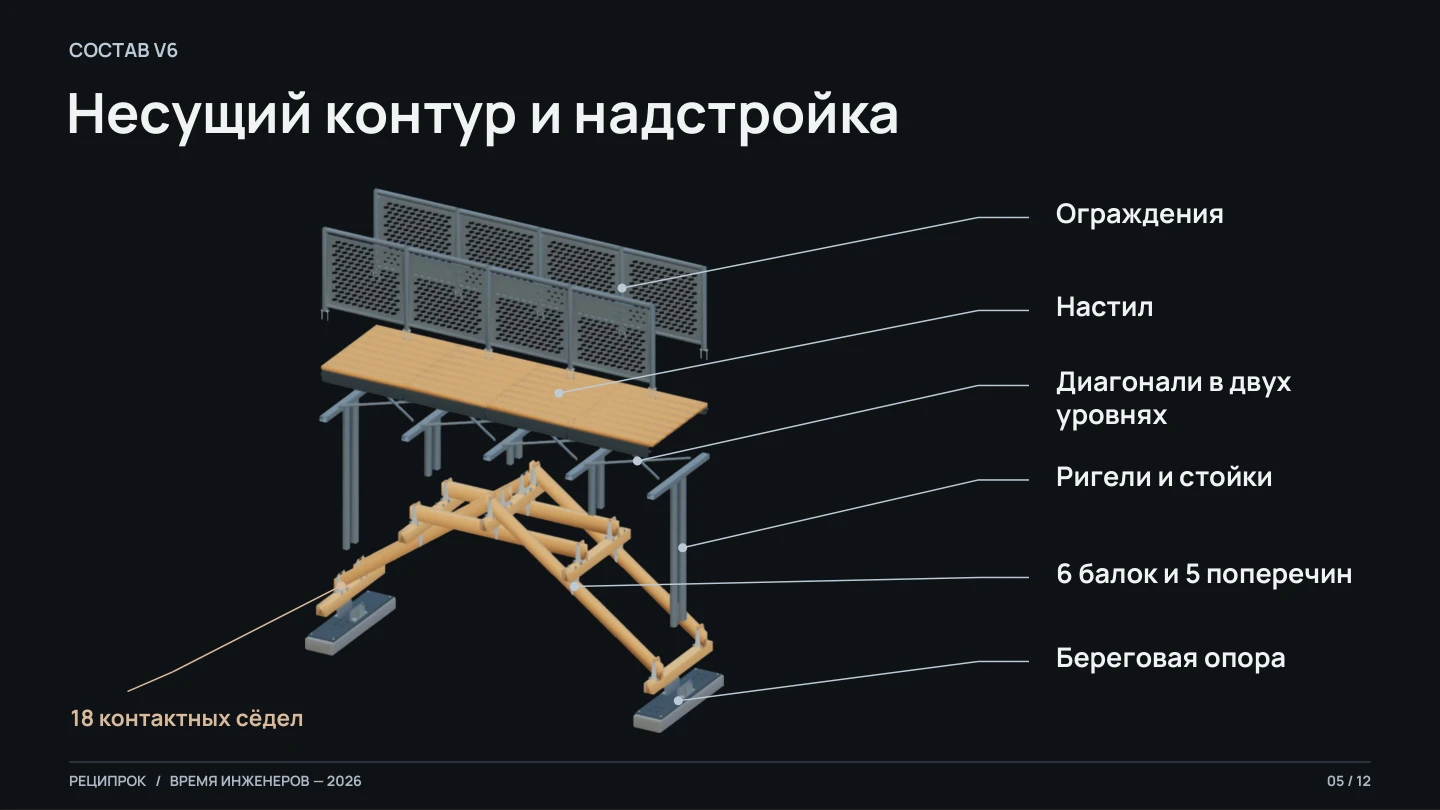 СОСТАВ V6
Несущий контур и надстройка
Ограждения
Настил
Диагонали в двух
уровнях
Ригели и стойки
6 балок и 5 поперечин
Береговая опора
18 контактных сёдел
РЕЦИПРОК / ВРЕМЯ ИНЖЕНЕРОВ — 2026
05 / 12